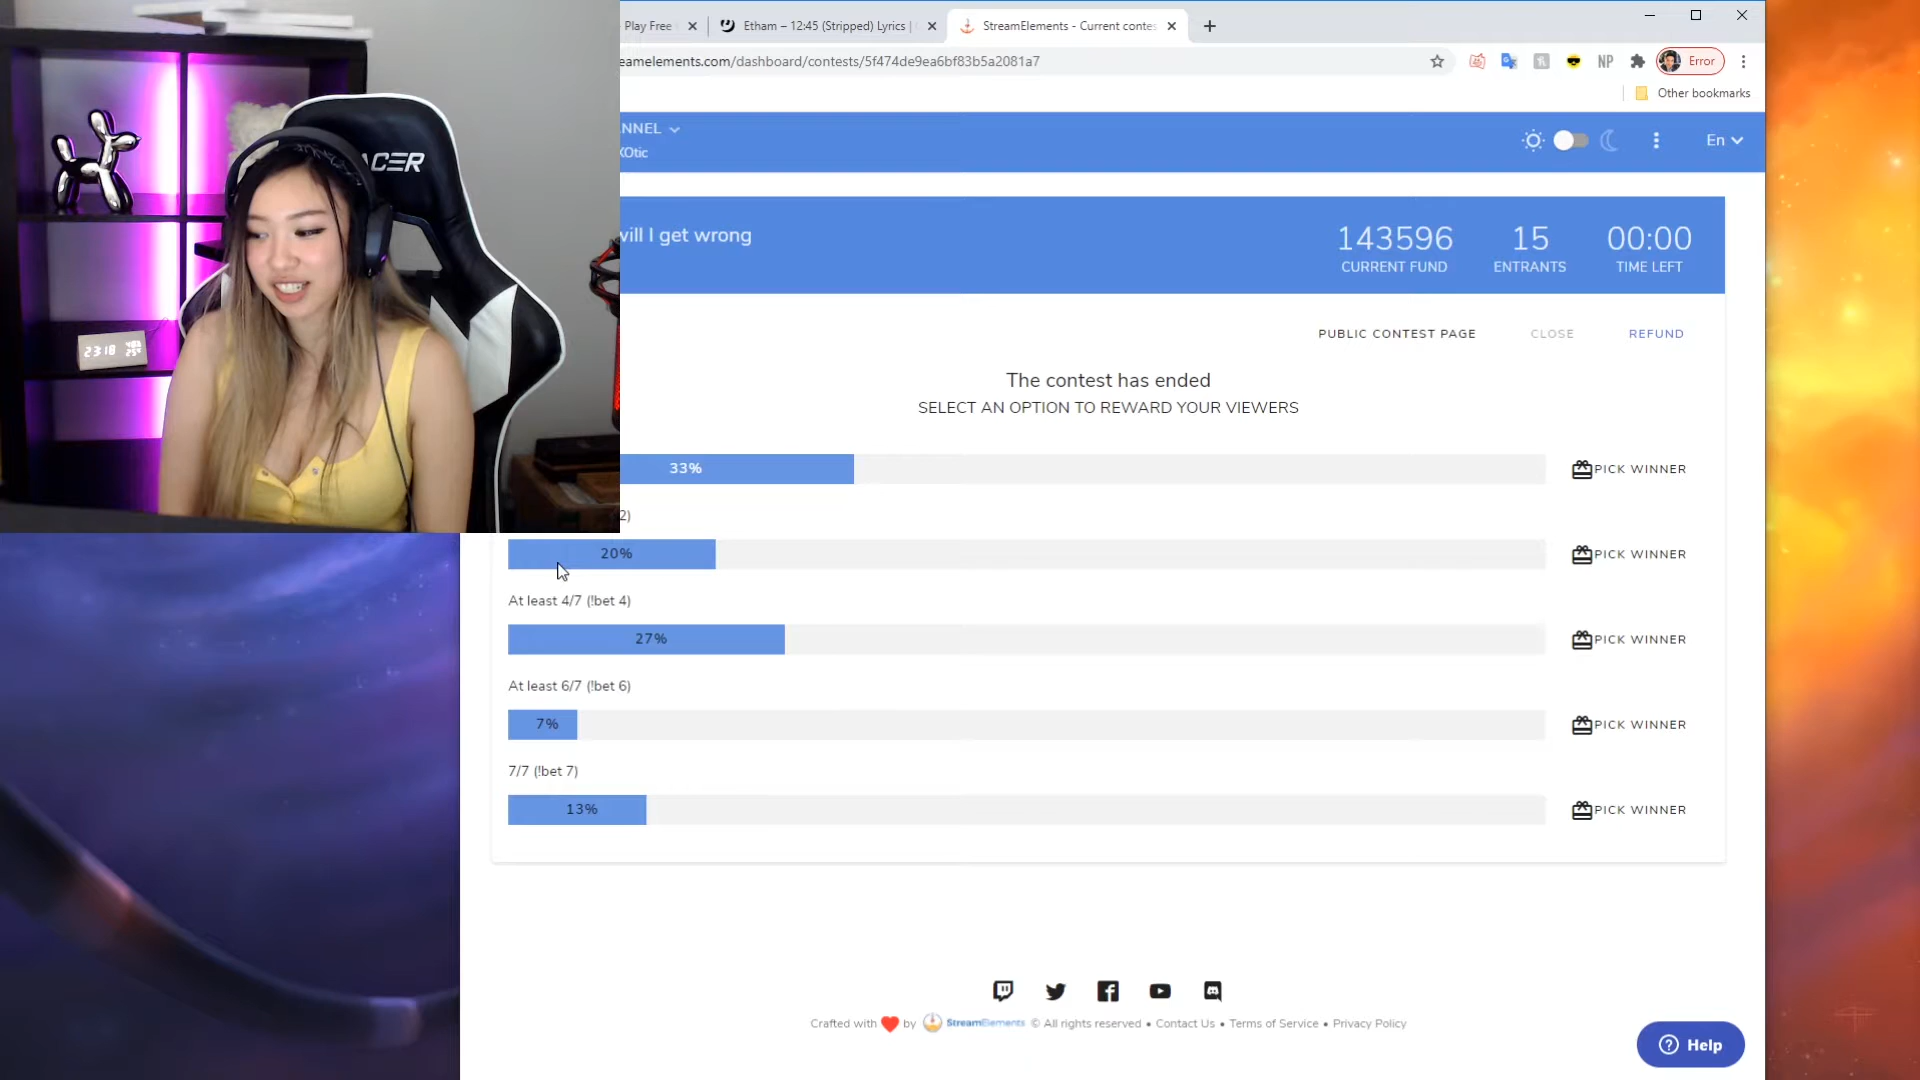 Play Free
Etham – 12:45 (Stripped) Lyrics |
StreamElements - Current contes
eamelements.com/dashboard/contests/5f474de9ea6bf83b5a2081a7
NP
Error
Other bookmarks
NNEL
XOtic
En
will I get wrong
143596
CURRENT FUND
15
ENTRANTS
00:00
TIME LEFT
PUBLIC CONTEST PAGE
CLOSE
REFUND
The contest has ended
SELECT AN OPTION TO REWARD YOUR VIEWERS
33%
PICK WINNER
2)
20%
PICK WINNER
At least 4/7 (!bet 4)
27%
PICK WINNER
At least 6/7 (!bet 6)
7%
PICK WINNER
7/7 (!bet 7)
13%
PICK WINNER
Crafted with ❤ by StreamElements © All rights reserved • Contact Us • Terms of Service • Privacy Policy
Help
ACER
23:18